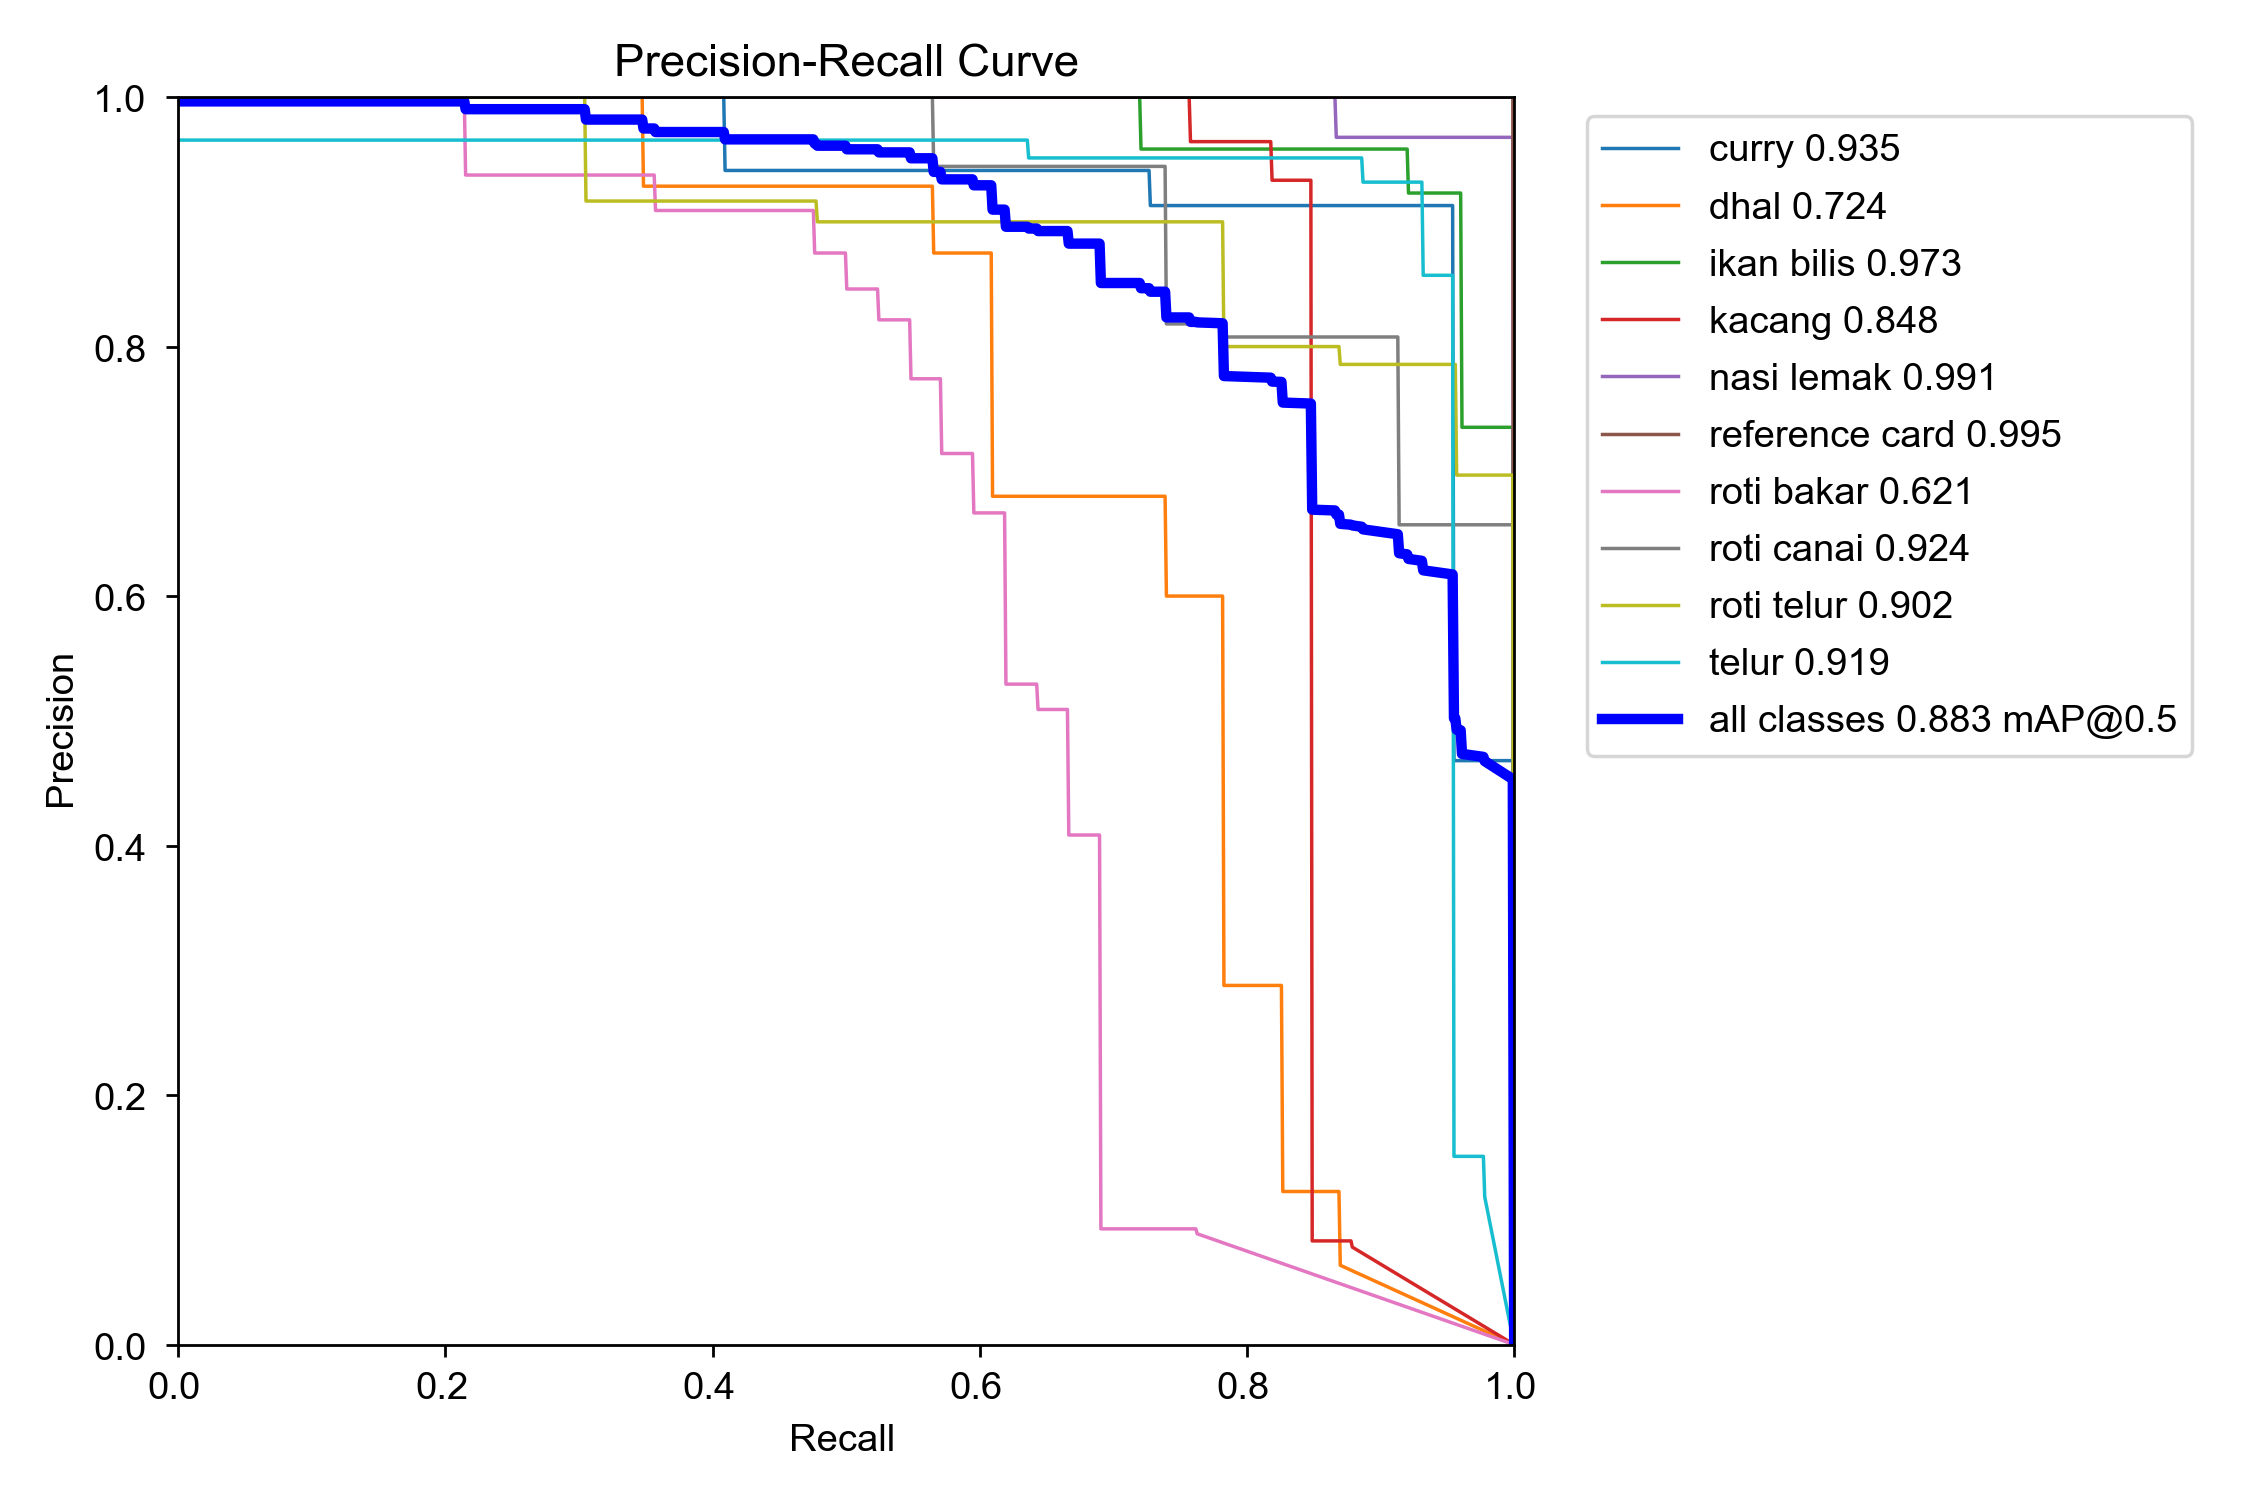 Precision-Recall Curve
1.0
0.8
0.6
0.4
0.2
0.0
Precision
0.0 0.2 0.4 0.6 0.8 1.0
Recall
curry 0.935
dhal 0.724
ikan bilis 0.973
kacang 0.848
nasi lemak 0.991
reference card 0.995
roti bakar 0.621
roti canai 0.924
roti telur 0.902
telur 0.919
all classes 0.883 mAP@0.5